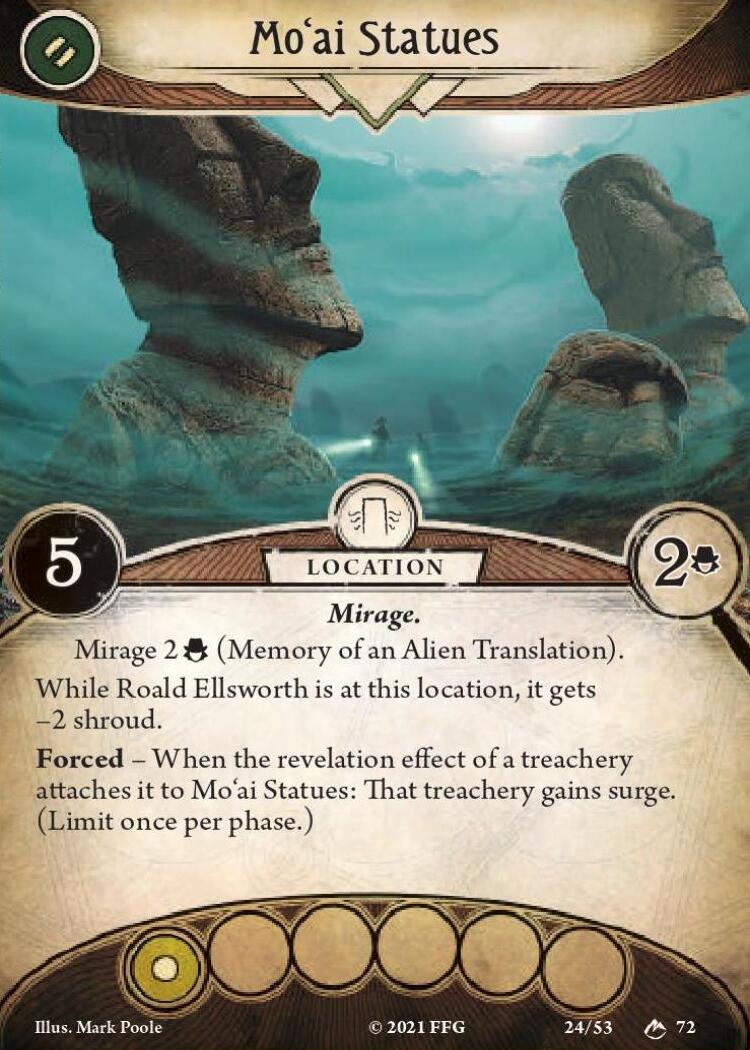 Mo‘ai Statues
5
LOCATION
2
Mirage.
Mirage 2 (Memory of an Alien Translation).
While Roald Ellsworth is at this location, it gets
–2 shroud.
Forced – When the revelation effect of a treachery
attaches it to Mo‘ai Statues: That treachery gains surge.
(Limit once per phase.)
Illus. Mark Poole
© 2021 FFG
24/53
72